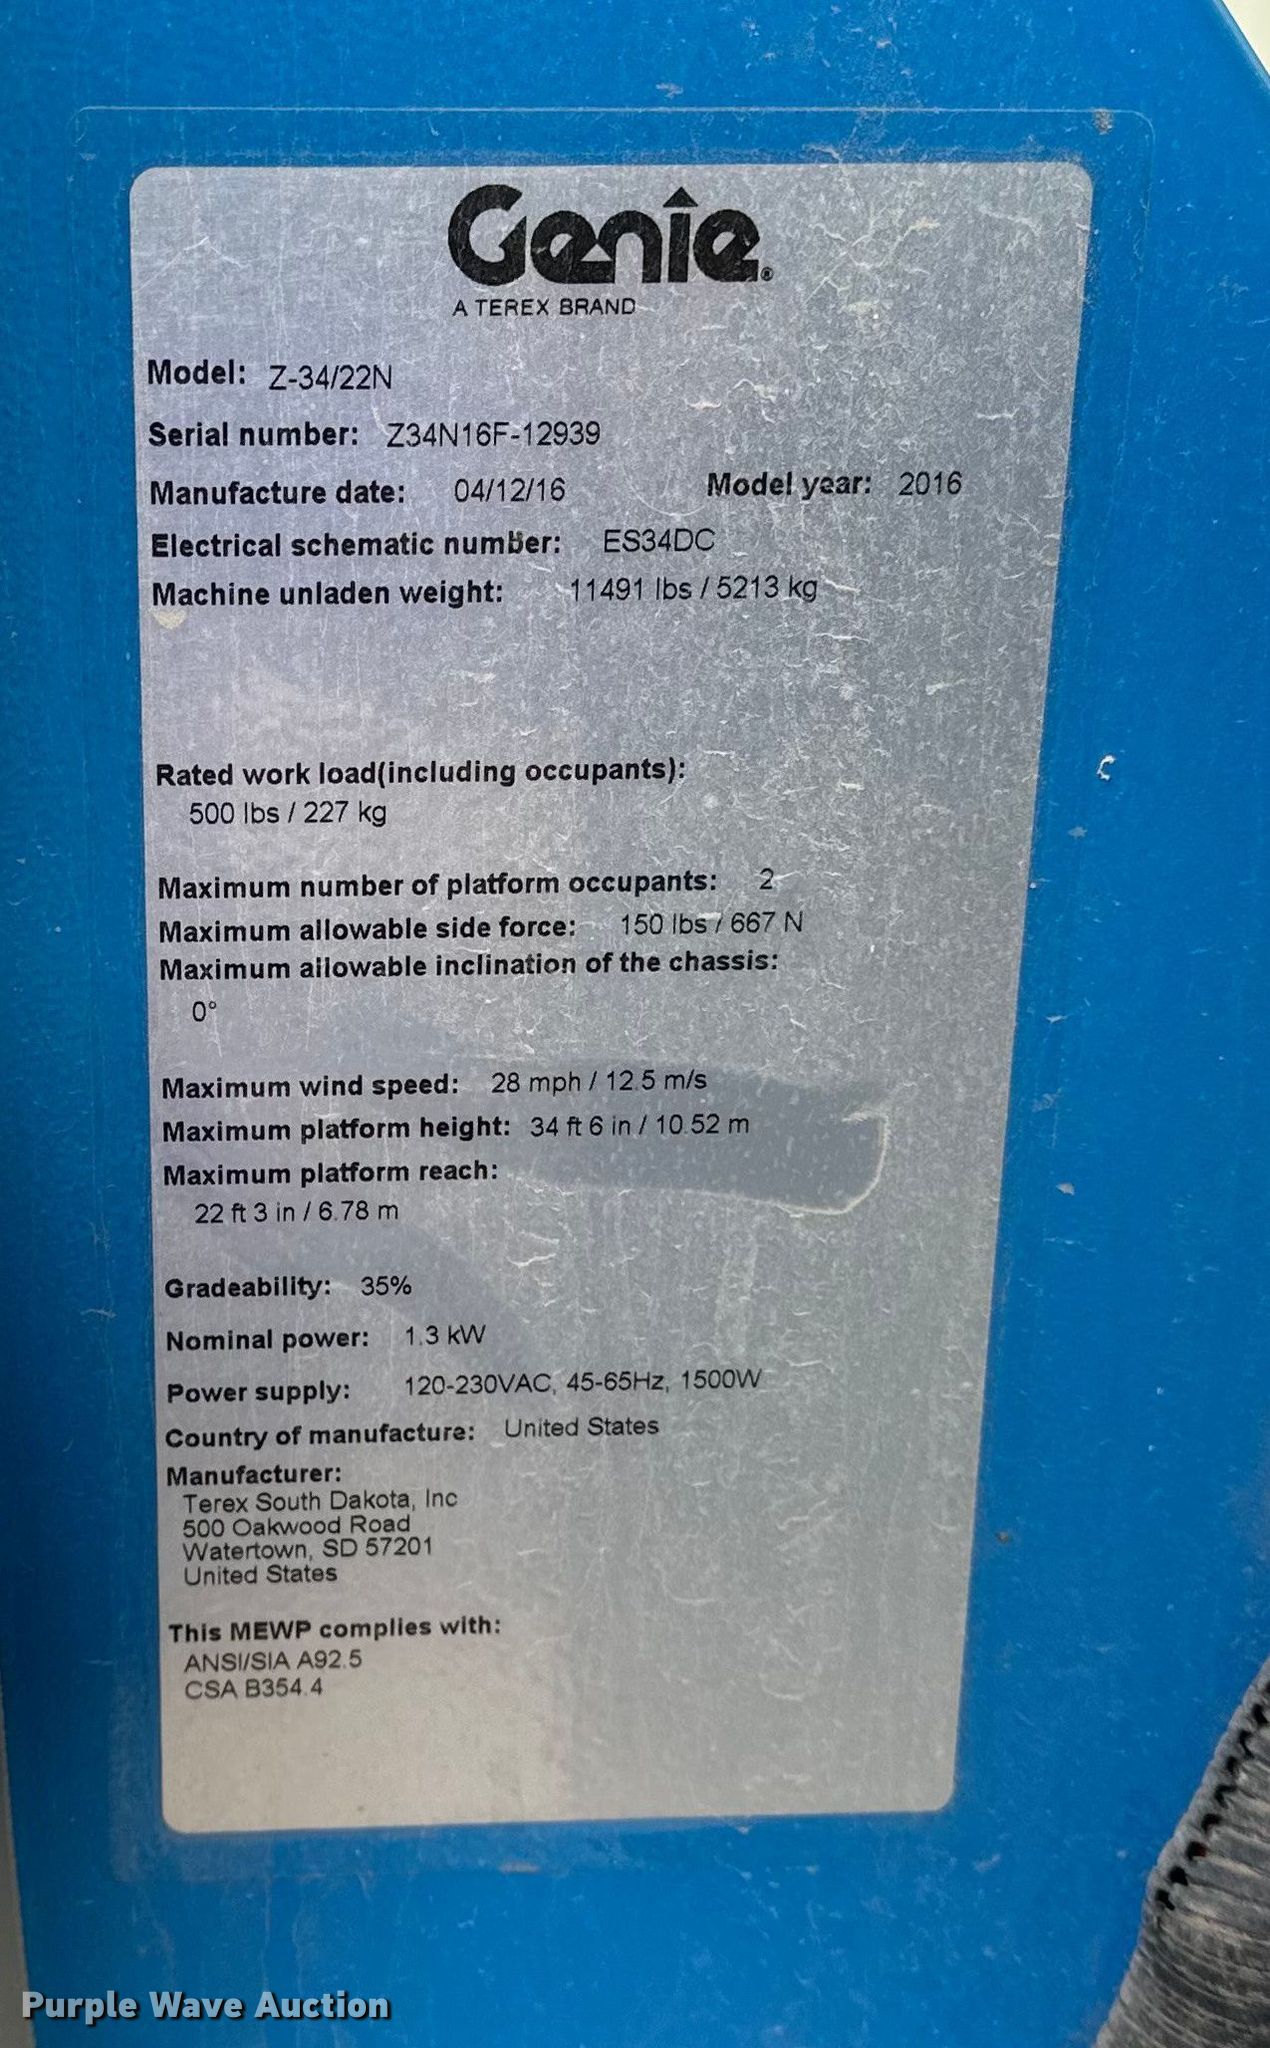 Genie®
A TEREX BRAND
Model: Z-34/22N
Serial number: Z34N16F-12939
Manufacture date: 04/12/16 Model year: 2016
Electrical schematic number: ES34DC
Machine unladen weight: 11491 lbs / 5213 kg
Rated work load(including occupants):
500 lbs / 227 kg
Maximum number of platform occupants: 2
Maximum allowable side force: 150 lbs / 667 N
Maximum allowable inclination of the chassis:
0°
Maximum wind speed: 28 mph / 12.5 m/s
Maximum platform height: 34 ft 6 in / 10.52 m
Maximum platform reach:
22 ft 3 in / 6.78 m
Gradeability: 35%
Nominal power: 1.3 kW
Power supply: 120-230VAC, 45-65Hz, 1500W
Country of manufacture: United States
Manufacturer:
Terex South Dakota, Inc
500 Oakwood Road
Watertown, SD 57201
United States
This MEWP complies with:
ANSI/SIA A92.5
CSA B354.4
Purple Wave Auction